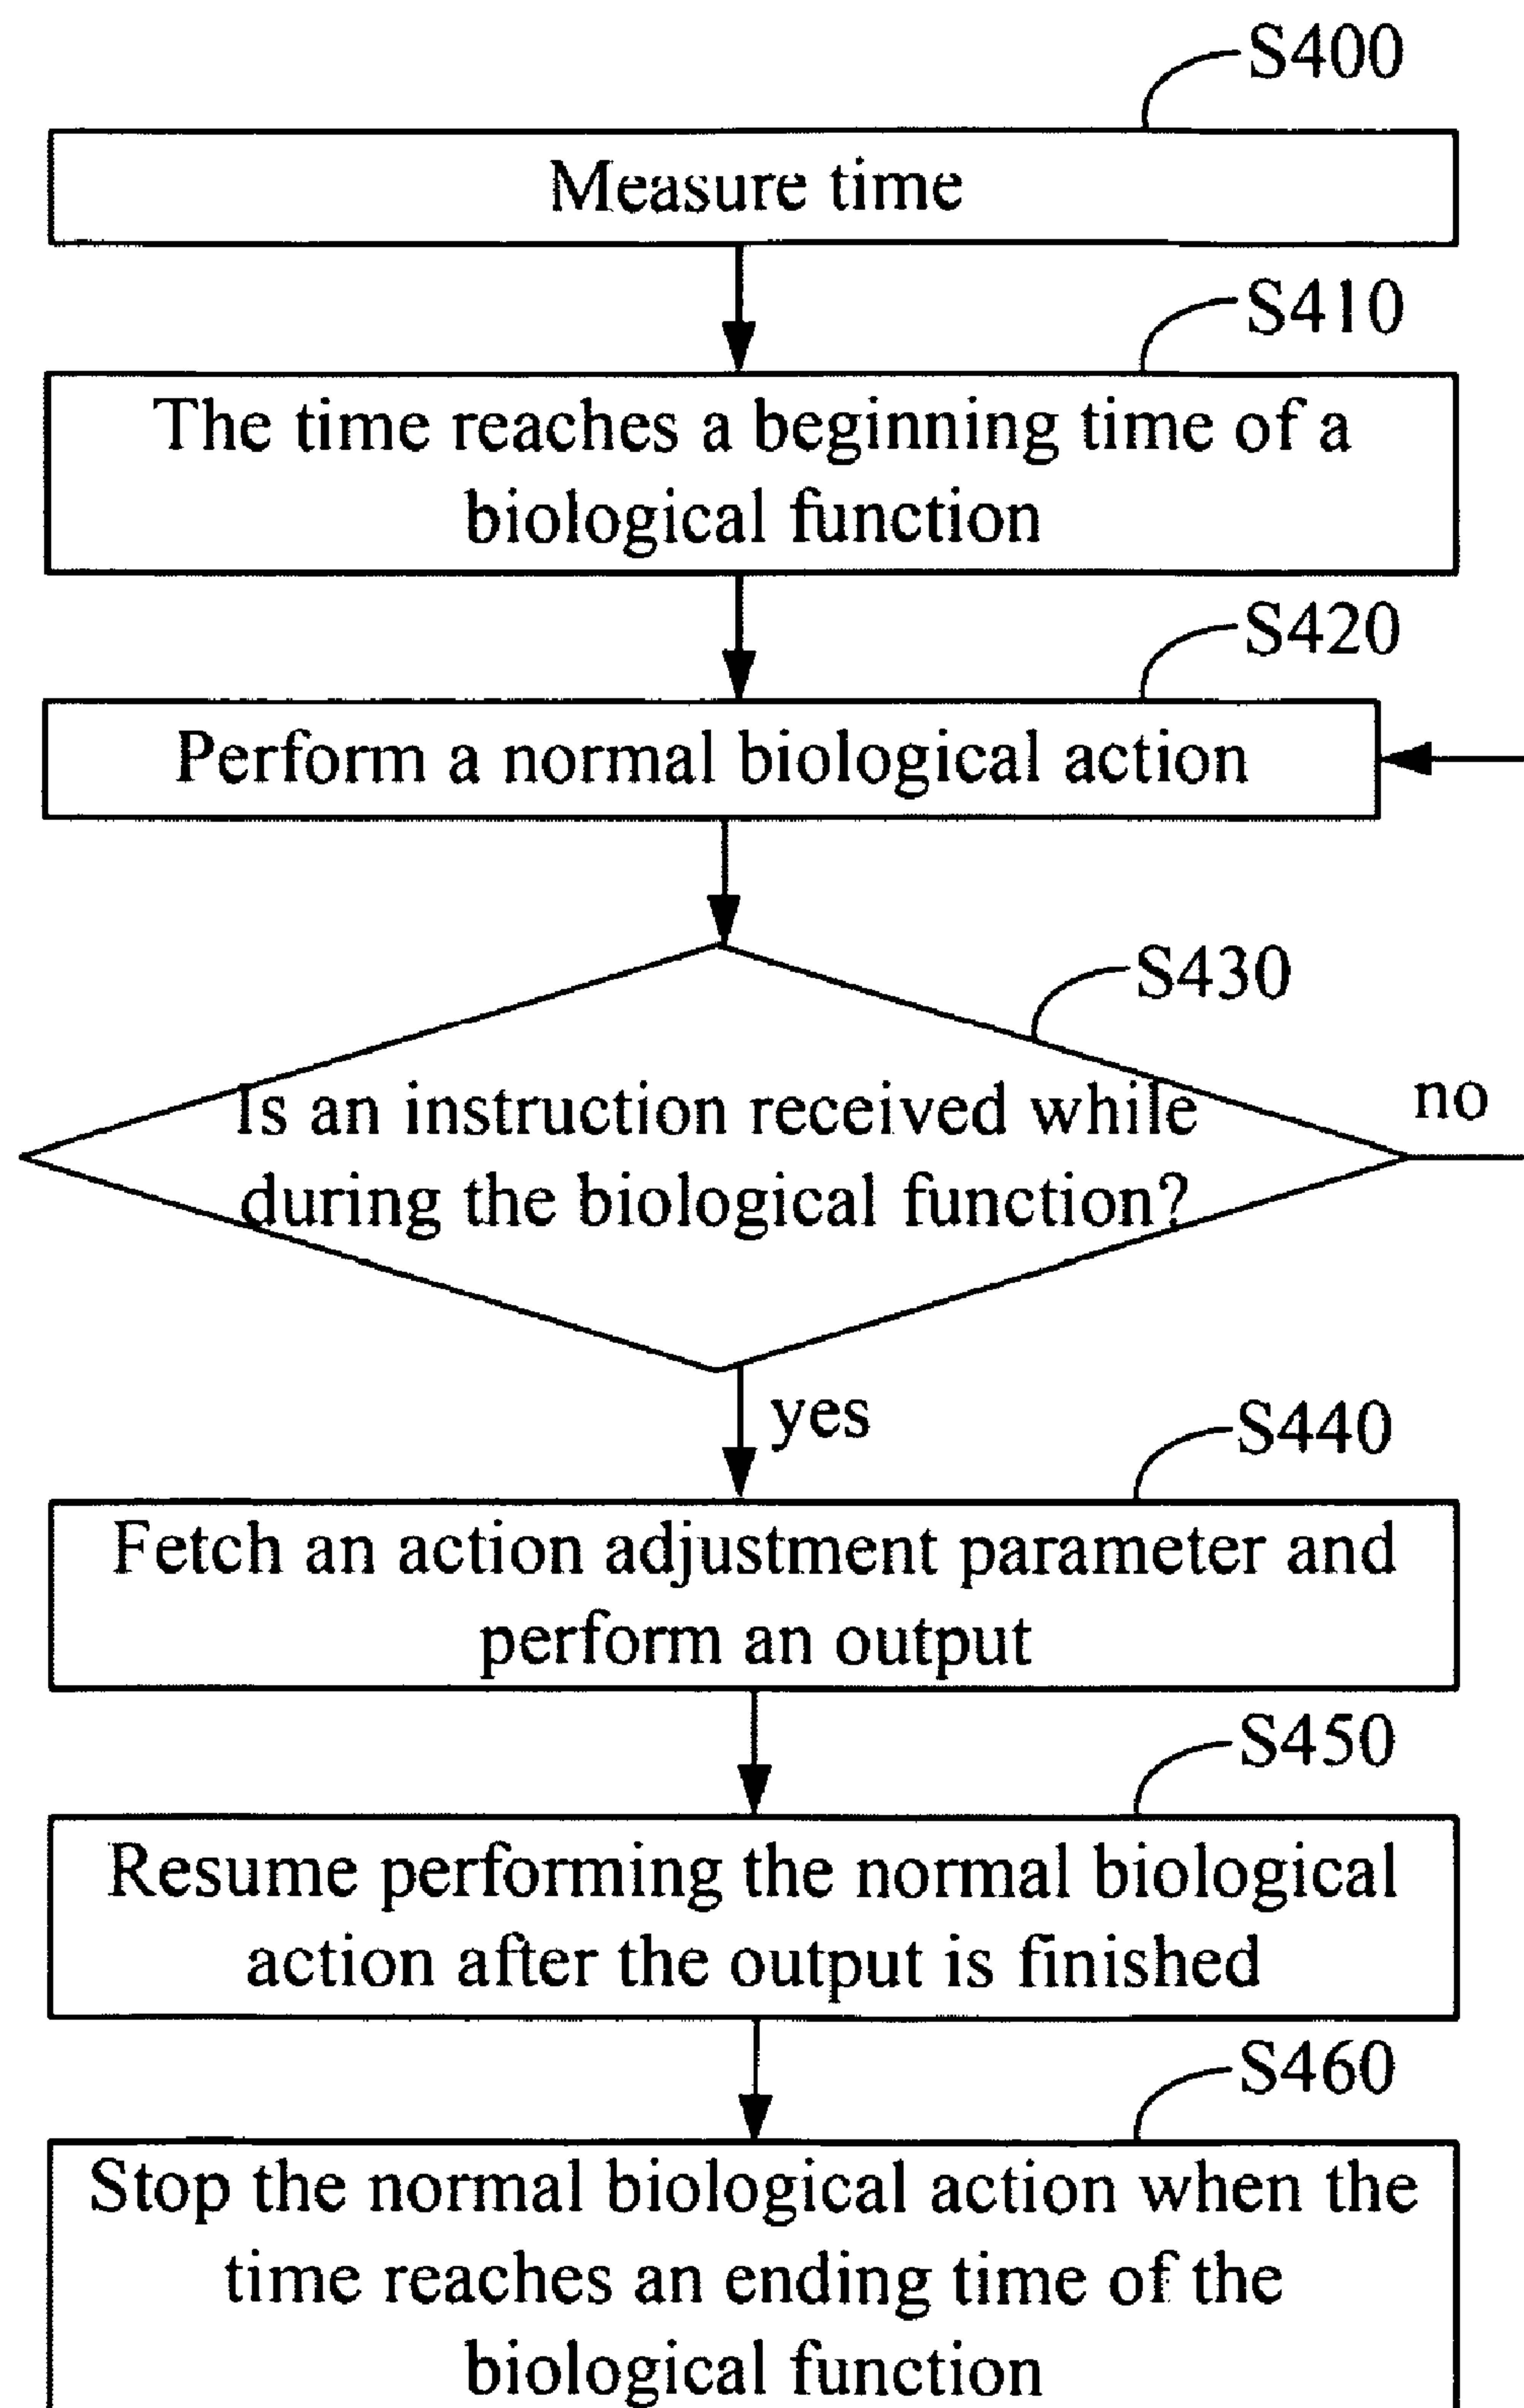 S400
Measure time
S410
The time reaches a beginning time of a
biological function
S420
Perform a normal biological action
S430
Is an instruction received while
during the biological function?
no
yes
S440
Fetch an action adjustment parameter and
perform an output
S450
Resume performing the normal biological
action after the output is finished
S460
Stop the normal biological action when the
time reaches an ending time of the
biological function